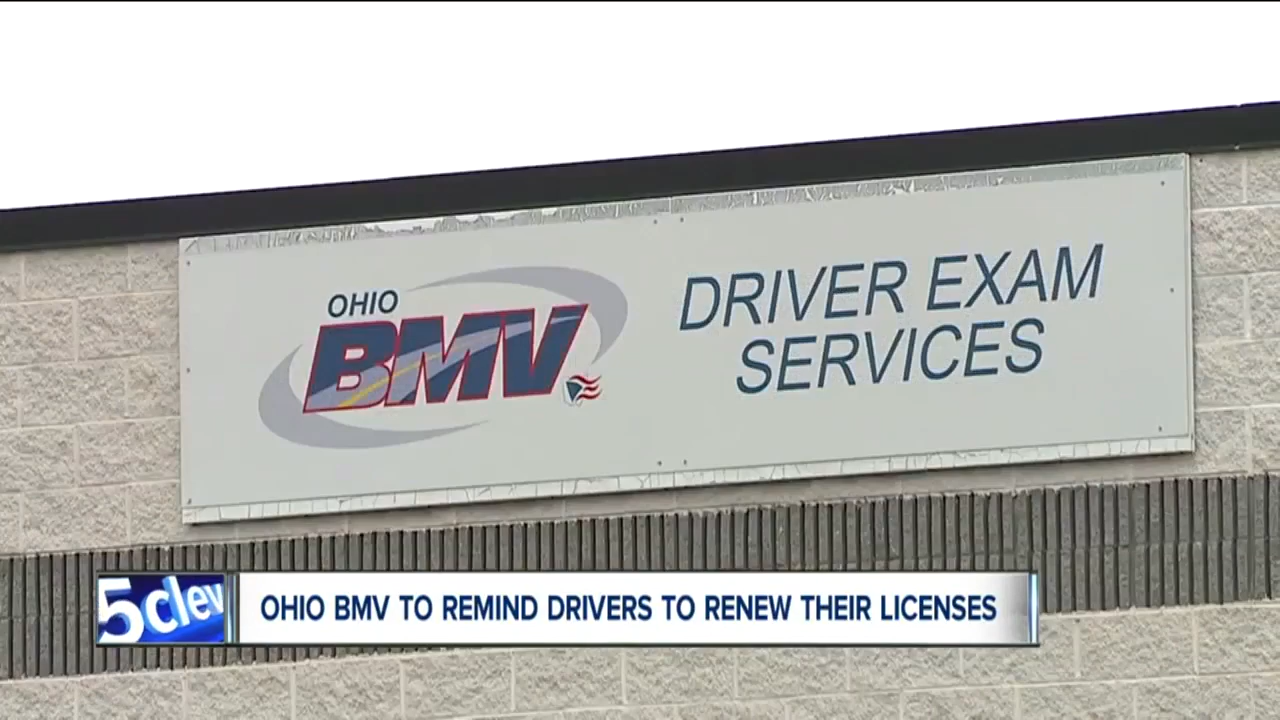 OHIO
BMV
DRIVER EXAM
SERVICES
5clev
OHIO BMV TO REMIND DRIVERS TO RENEW THEIR LICENSES